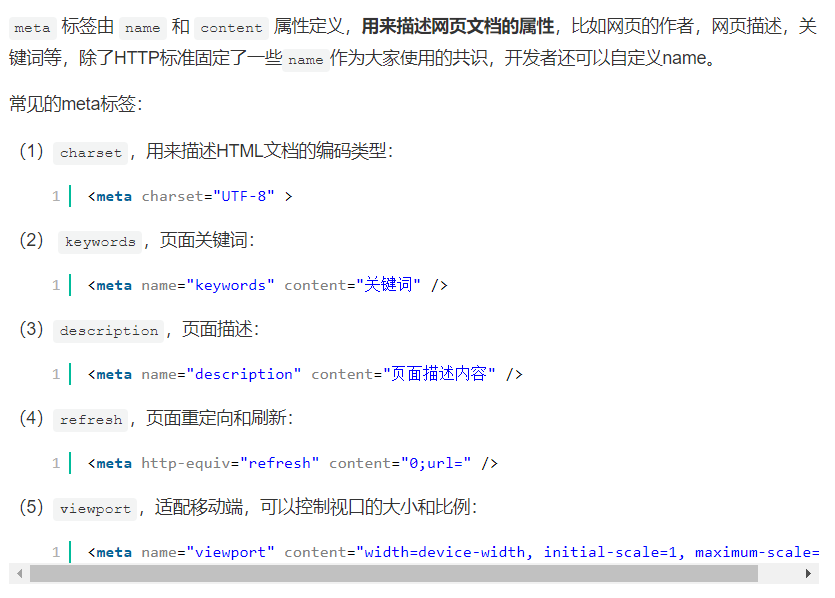 meta 标签由 name 和 content 属性定义，用来描述网页文档的属性，比如网页的作者，网页描述，关
键词等，除了HTTP标准固定了一些 name 作为大家使用的共识，开发者还可以自定义name。
常见的meta标签：
（1） charset ，用来描述HTML文档的编码类型：
1 <meta charset="UTF-8" >
（2） keywords ，页面关键词：
1 <meta name="keywords" content="关键词" />
（3） description ，页面描述：
1 <meta name="description" content="页面描述内容" />
（4） refresh ，页面重定向和刷新：
1 <meta http-equiv="refresh" content="0;url=" />
（5） viewport ，适配移动端，可以控制视口的大小和比例：
1 <meta name="viewport" content="width=device-width, initial-scale=1, maximum-scale=